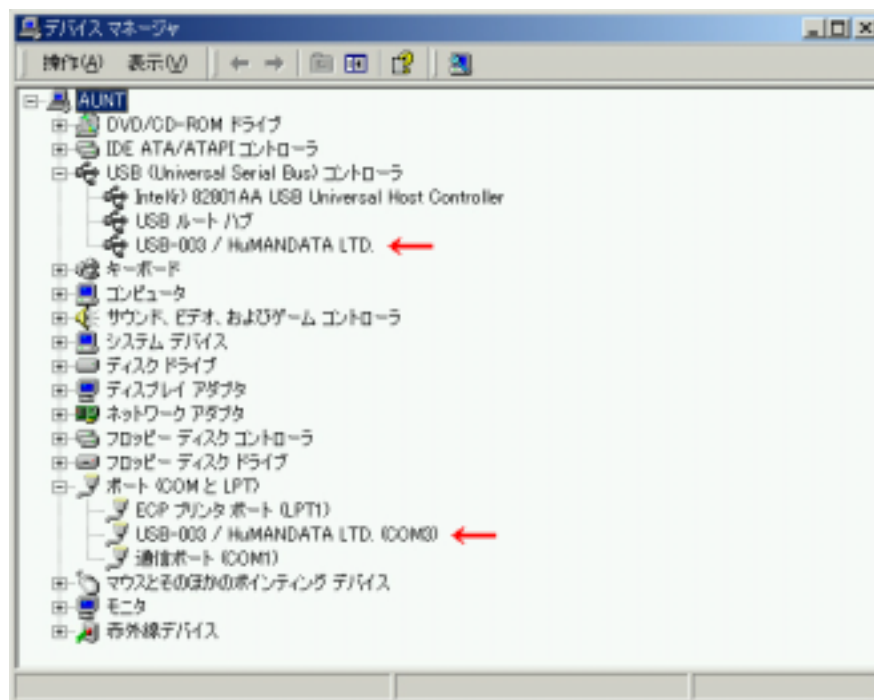 デバイス マネージャ
操作(A) 表示(V)
AUNT
DVD/CD-ROM ドライブ
IDE ATA/ATAPI コントローラ
USB (Universal Serial Bus) コントローラ
Intel(r) 82801AA USB Universal Host Controller
USB ルート ハブ
USB-003 / HuMANDATA LTD.
キーボード
コンピュータ
サウンド、ビデオ、およびゲーム コントローラ
システム デバイス
ディスク ドライブ
ディスプレイ アダプタ
ネットワーク アダプタ
フロッピー ディスク コントローラ
フロッピー ディスク ドライブ
ポート (COM と LPT)
ECP プリンタ ポート (LPT1)
USB-003 / HuMANDATA LTD. (COM3)
通信ポート (COM1)
マウスとそのほかのポインティング デバイス
モニタ
赤外線デバイス